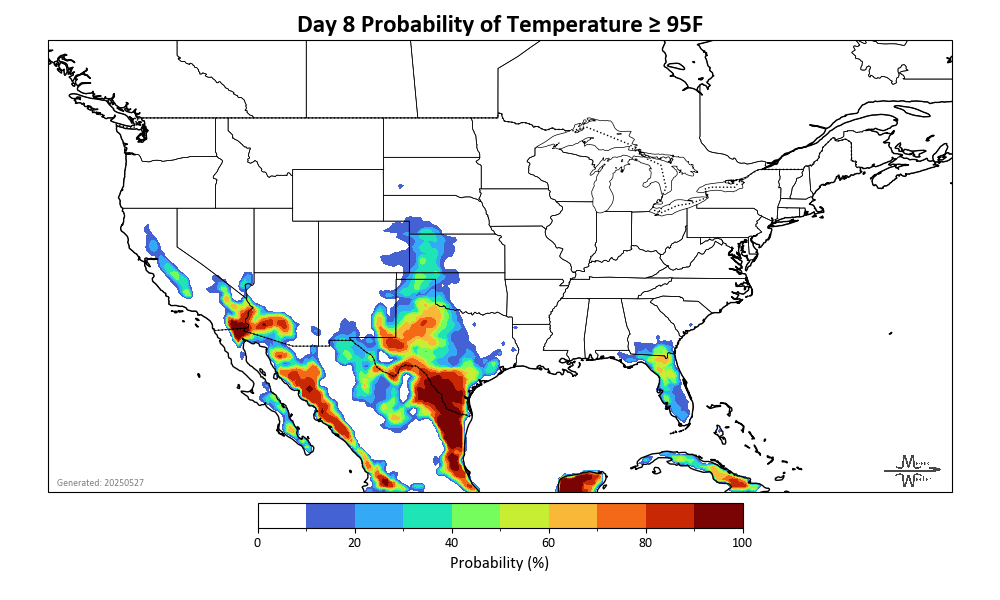 Day 8 Probability of Temperature ≥ 95F
Generated: 20250527
0 20 40 60 80 100
Probability (%)